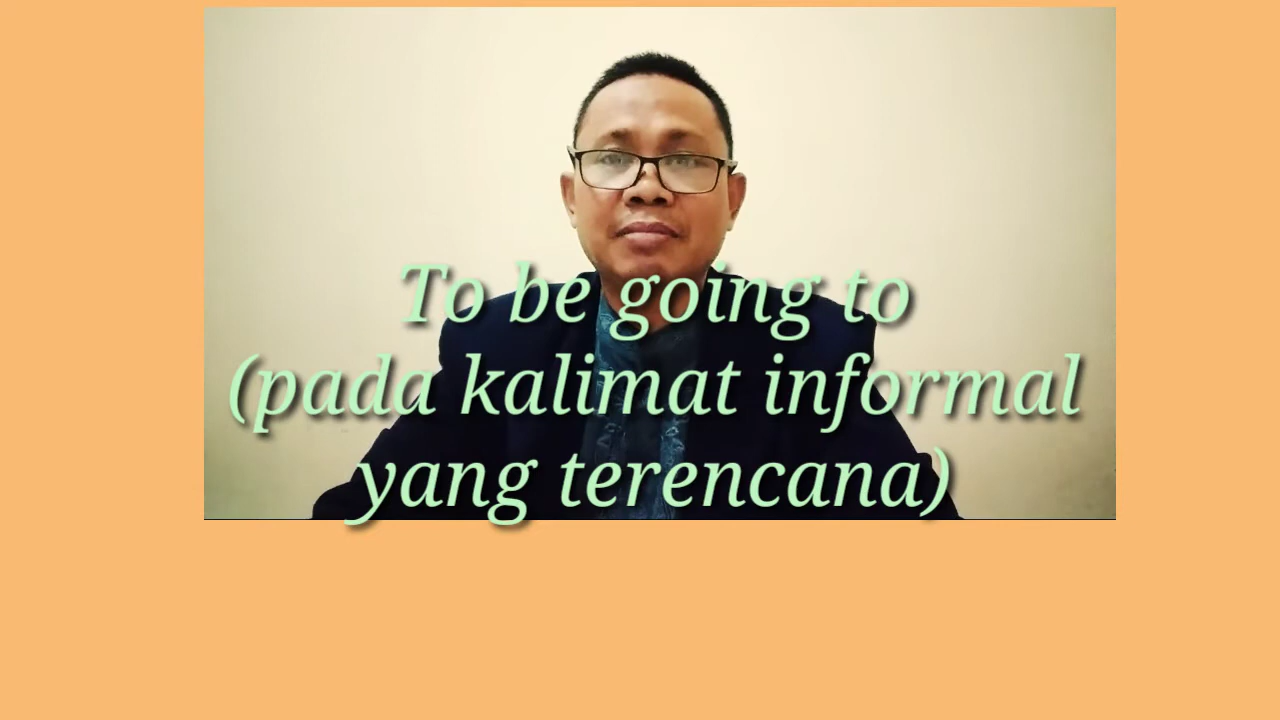 To be going to
(pada kalimat informal
yang terencana)